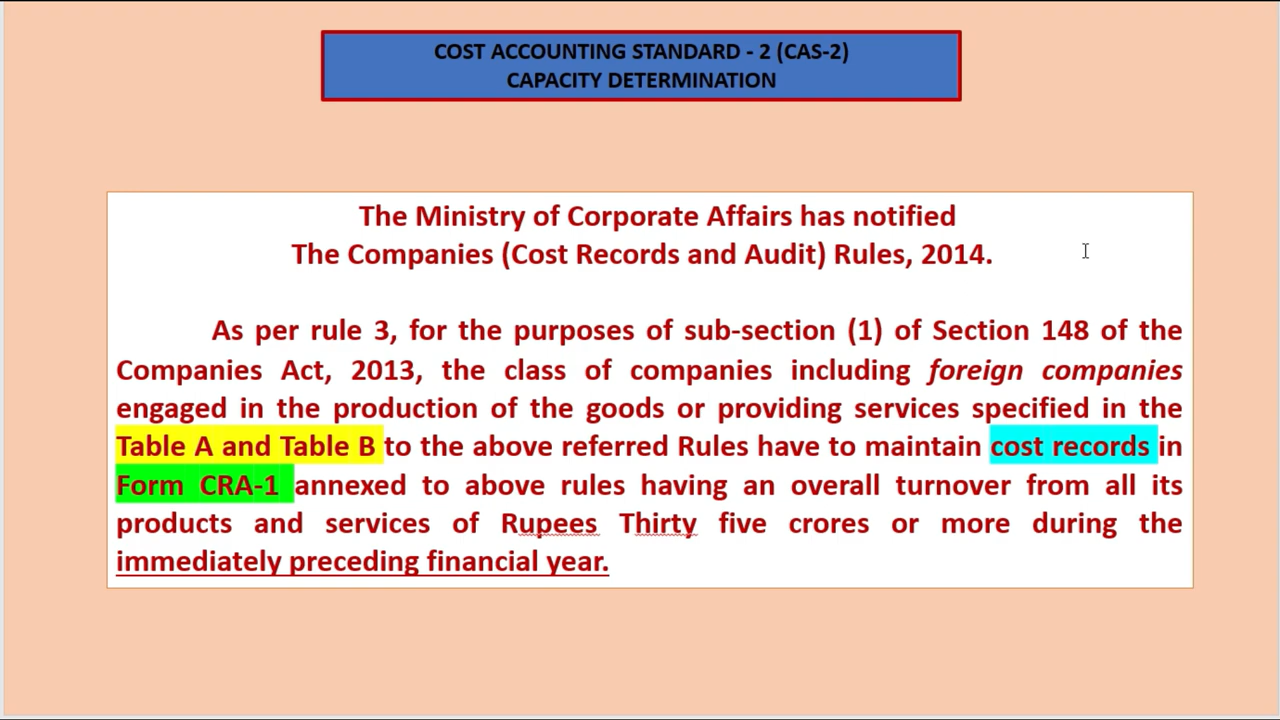 COST ACCOUNTING STANDARD - 2 (CAS-2)
CAPACITY DETERMINATION
The Ministry of Corporate Affairs has notified
The Companies (Cost Records and Audit) Rules, 2014.
As per rule 3, for the purposes of sub-section (1) of Section 148 of the
Companies Act, 2013, the class of companies including foreign companies
engaged in the production of the goods or providing services specified in the
Table A and Table B to the above referred Rules have to maintain cost records in
Form CRA-1 annexed to above rules having an overall turnover from all its
products and services of Rupees Thirty five crores or more during the
immediately preceding financial year.